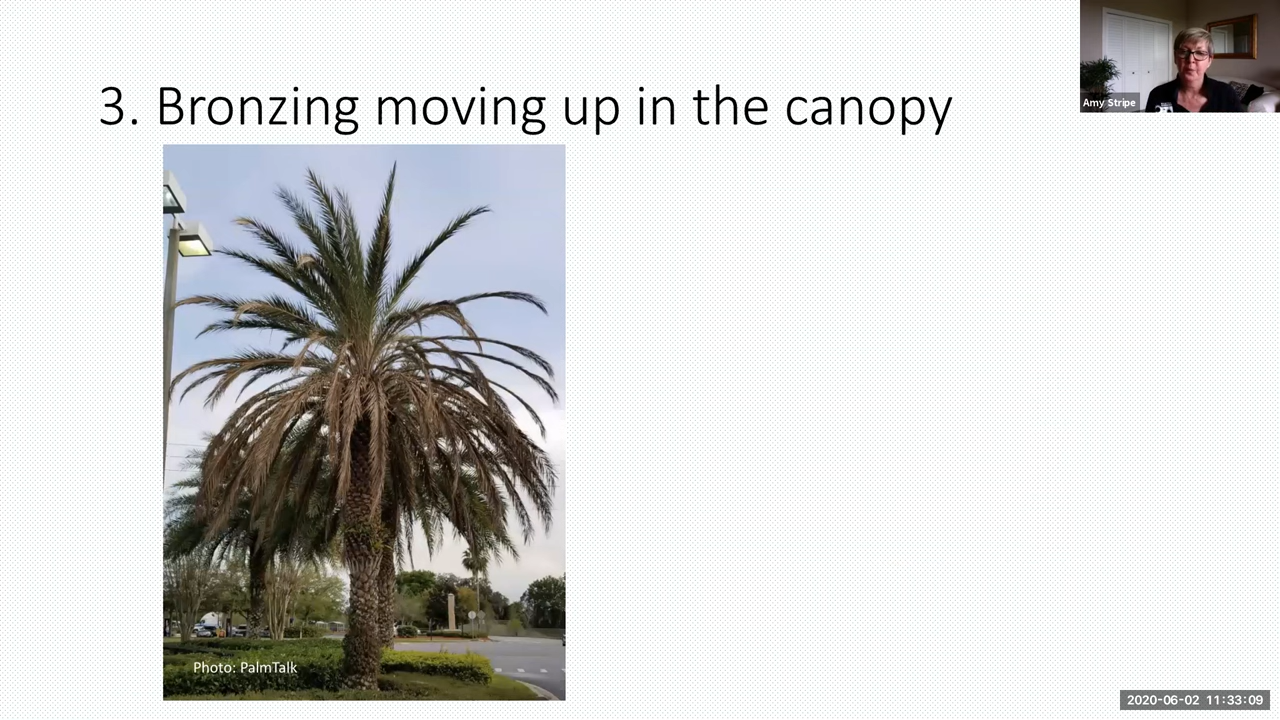 3. Bronzing moving up in the canopy
Amy Stripe
Photo: PalmTalk
2020-06-02 11:33:09